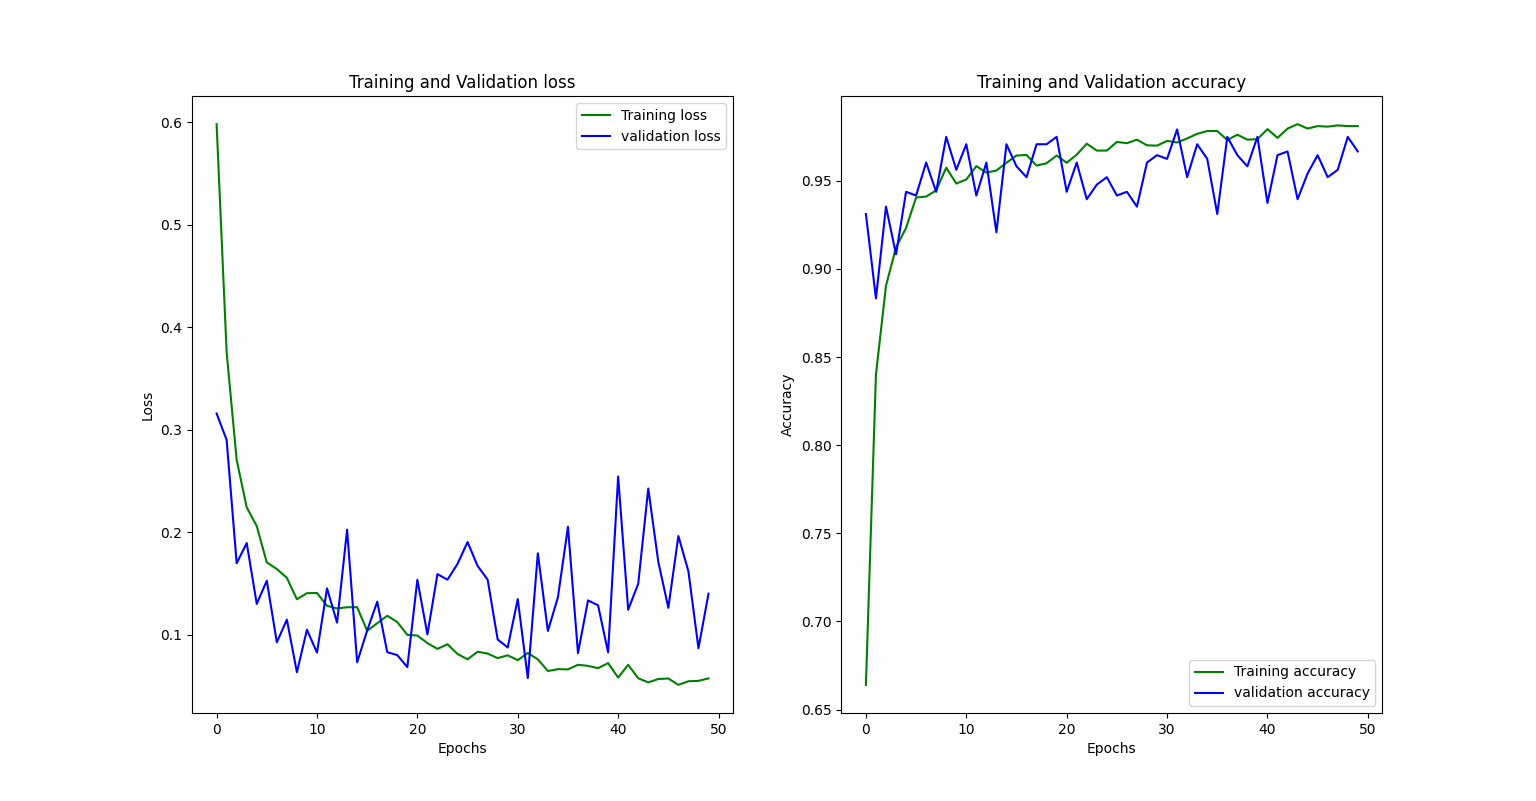 Training and Validation loss
Training loss
validation loss
0.6
0.5
0.4
0.3
0.2
0.1
Loss
0
10
20
30
40
50
Epochs
Training and Validation accuracy
0.95
0.90
0.85
0.80
0.75
0.70
0.65
Accuracy
Training accuracy
validation accuracy
0
10
20
30
40
50
Epochs